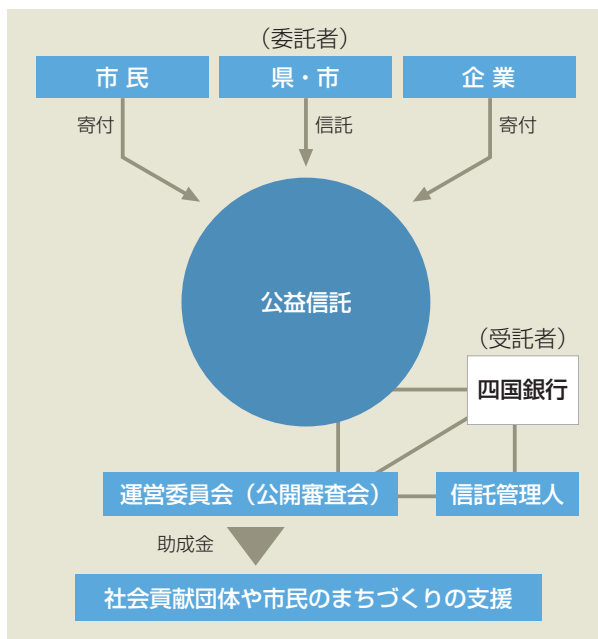 （委託者）
市 民
県・市
企 業
寄付
信託
寄付
公益信託
（受託者）
四国銀行
運営委員会（公開審査会）
信託管理人
助成金
社会貢献団体や市民のまちづくりの支援